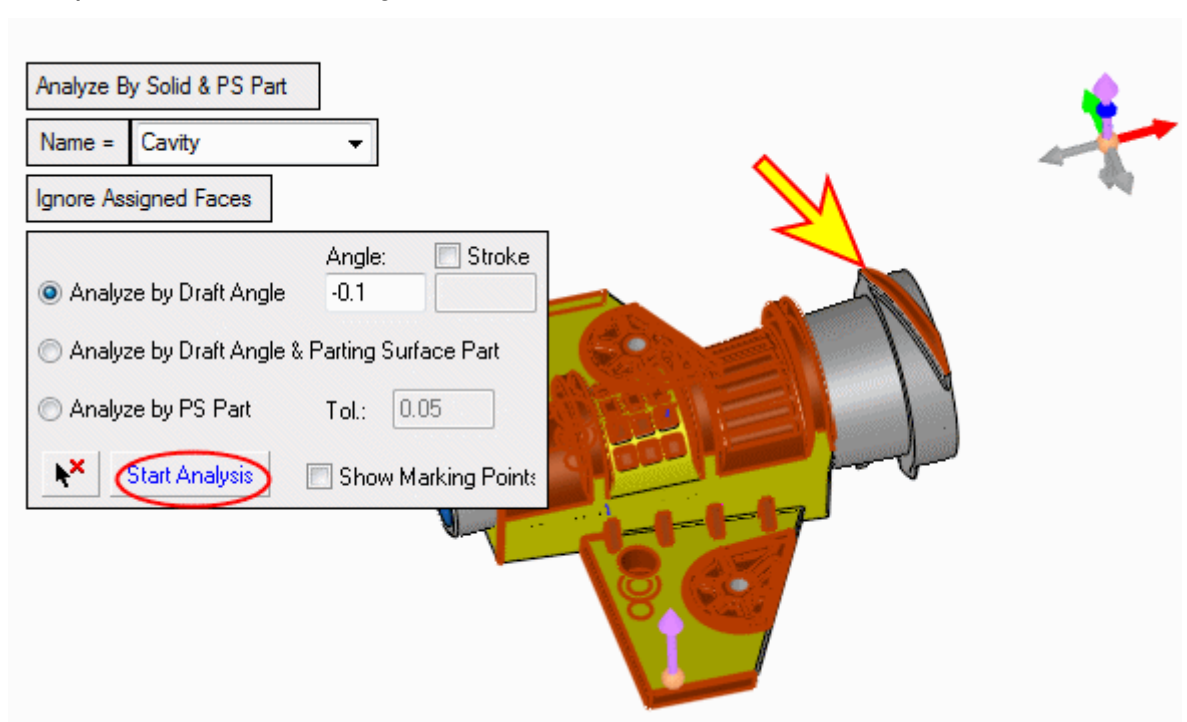 Analyze By Solid & PS Part
Name = Cavity
Ignore Assigned Faces
Angle: Stroke
Analyze by Draft Angle -0.1
Analyze by Draft Angle & Parting Surface Part
Analyze by PS Part Tol.: 0.05
Start Analysis Show Marking Points